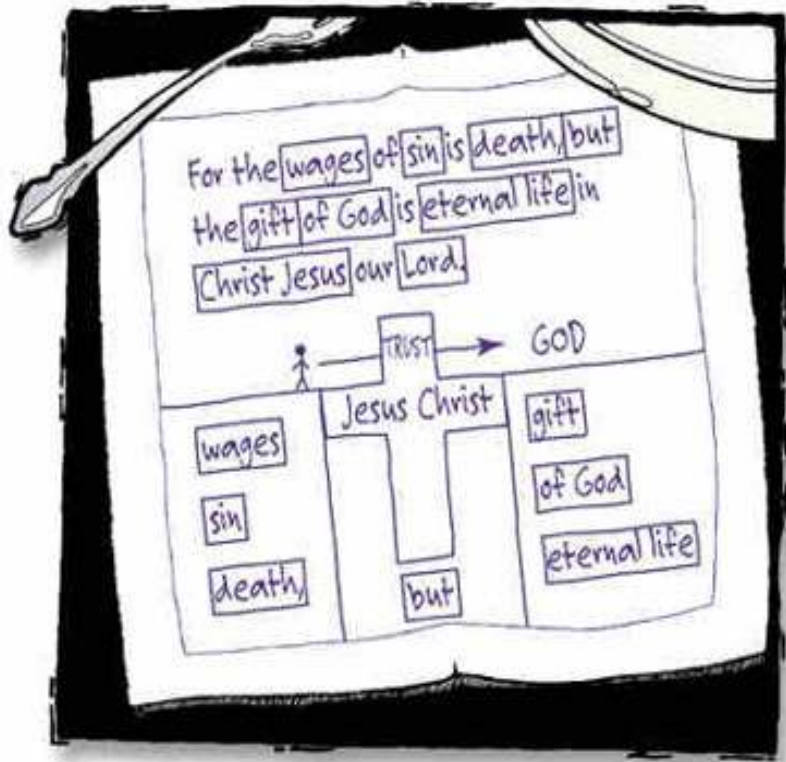 For the wages of sin is death, but
the gift of God is eternal life in
Christ Jesus our Lord.
TRUST
GOD
Jesus Christ
wages
sin
death,
but
gift
of God
eternal life